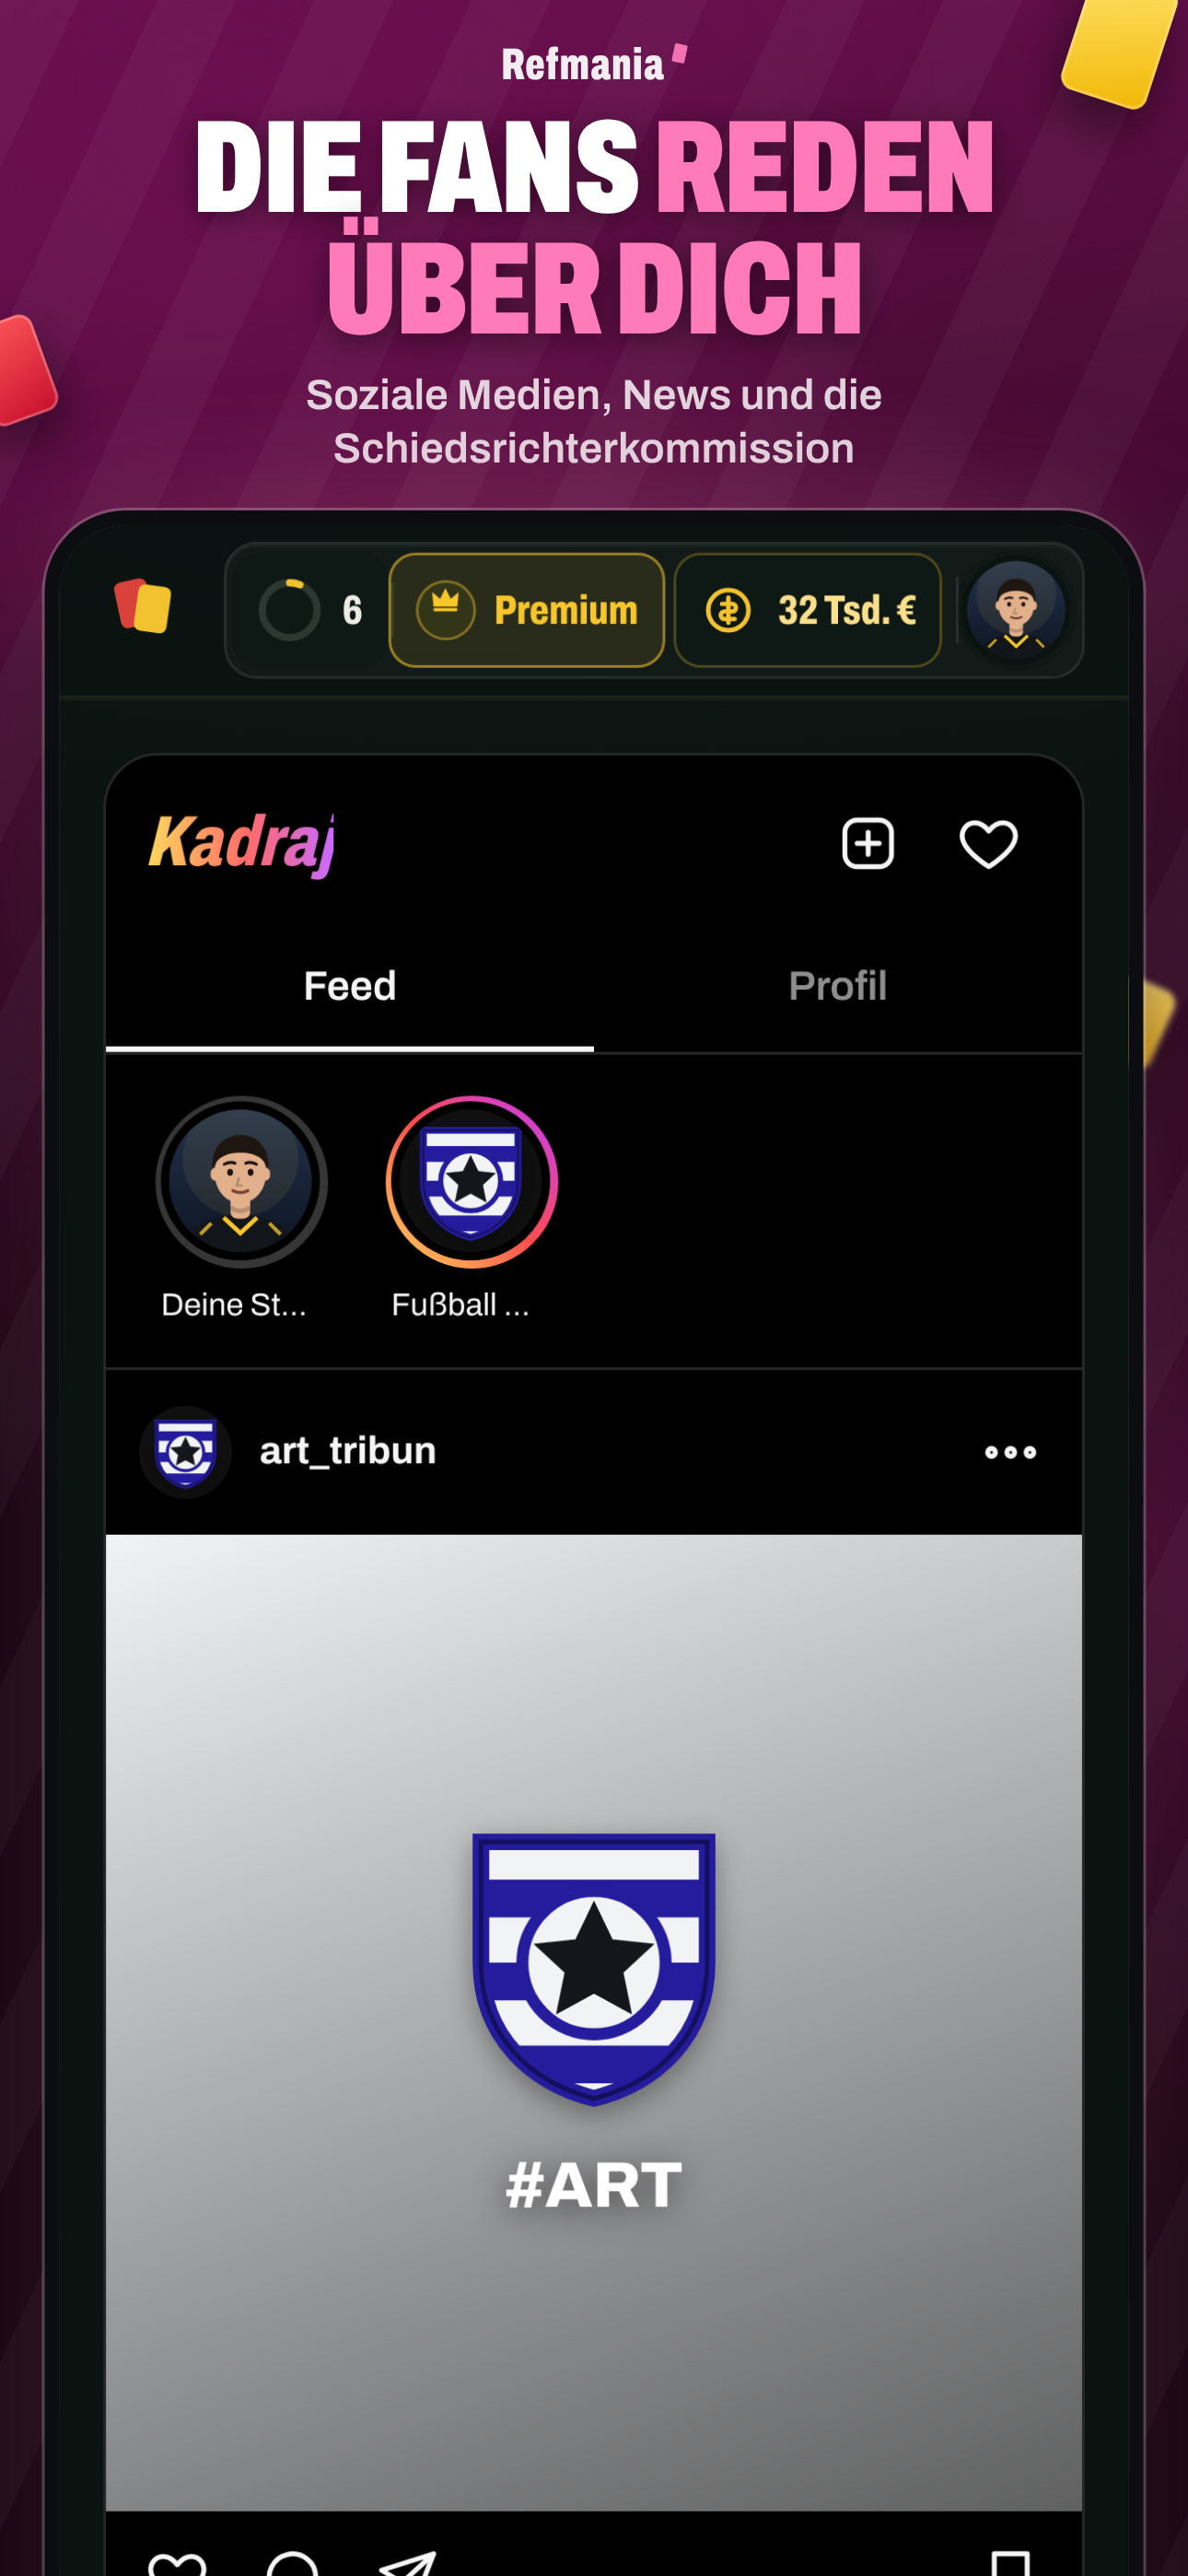 Refmania
DIE FANS REDEN
ÜBER DICH
Soziale Medien, News und die
Schiedsrichterkommission
6
Premium
32 Tsd. €
Kadraj
Feed
Profil
Deine St...
Fußball ...
art_tribun
#ART